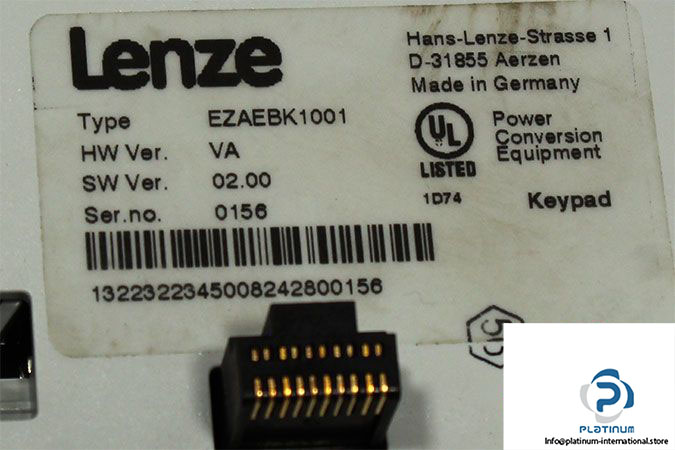 Lenze
Hans-Lenze-Strasse 1
D-31855 Aerzen
Made in Germany
Type EZAEBK1001
HW Ver. VA
SW Ver. 02.00
Ser.no. 0156
UL
LISTED
Power
Conversion
Equipment
1D74
Keypad
1322322345008242800156
PLATINUM
Info@platinum-international.store